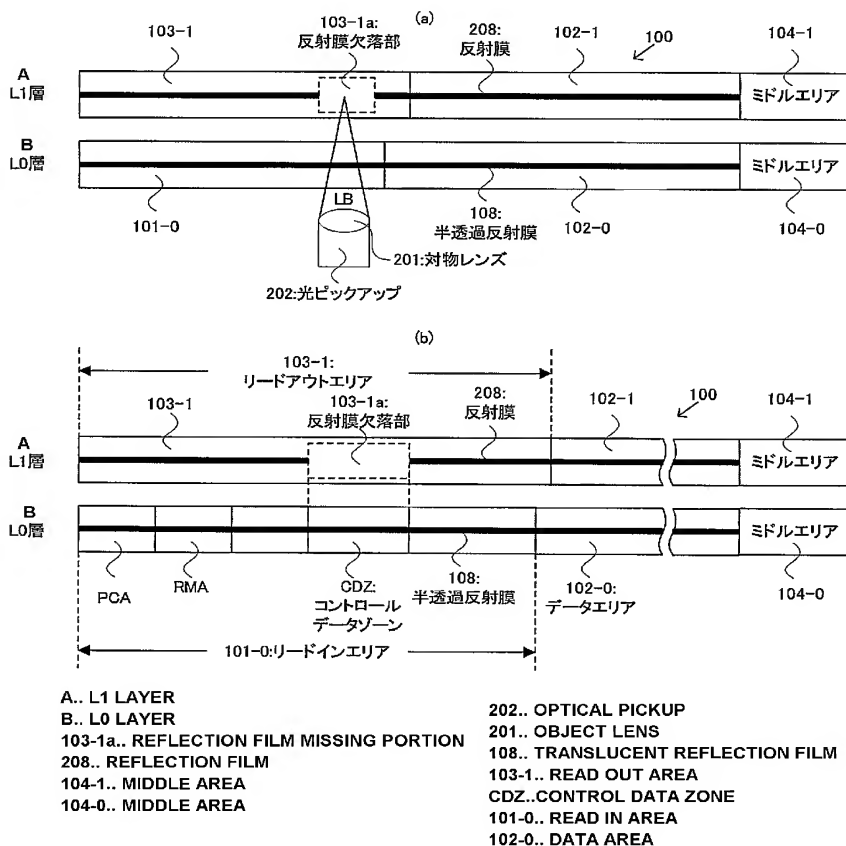 (a)
103-1
103-1a:
反射膜欠落部
208:
反射膜
102-1
100
104-1
A
L1層
ミドルエリア
B
L0層
ミドルエリア
101-0
LB
108:
半透過反射膜
102-0
104-0
201:対物レンズ
202:光ピックアップ
(b)
103-1:
リードアウトエリア
103-1
103-1a:
反射膜欠落部
208:
反射膜
102-1
100
104-1
A
L1層
ミドルエリア
B
L0層
ミドルエリア
PCA
RMA
CDZ:
コントロール
データゾーン
108:
半透過反射膜
102-0:
データエリア
104-0
101-0:リードインエリア
A.. L1 LAYER
B.. L0 LAYER
103-1a.. REFLECTION FILM MISSING PORTION
208.. REFLECTION FILM
104-1.. MIDDLE AREA
104-0.. MIDDLE AREA
202.. OPTICAL PICKUP
201.. OBJECT LENS
108.. TRANSLUCENT REFLECTION FILM
103-1.. READ OUT AREA
CDZ..CONTROL DATA ZONE
101-0.. READ IN AREA
102-0.. DATA AREA